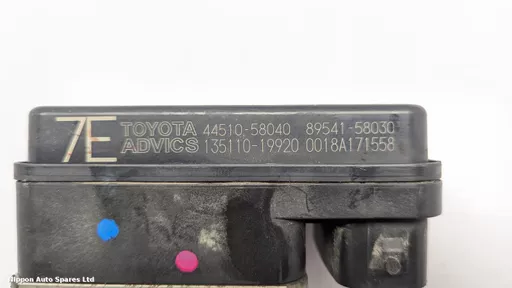 7E
TOYOTA 44510-58040 89541-58030
ADVICS 135110-19920 0018A171558
Nippon Auto Spares Ltd